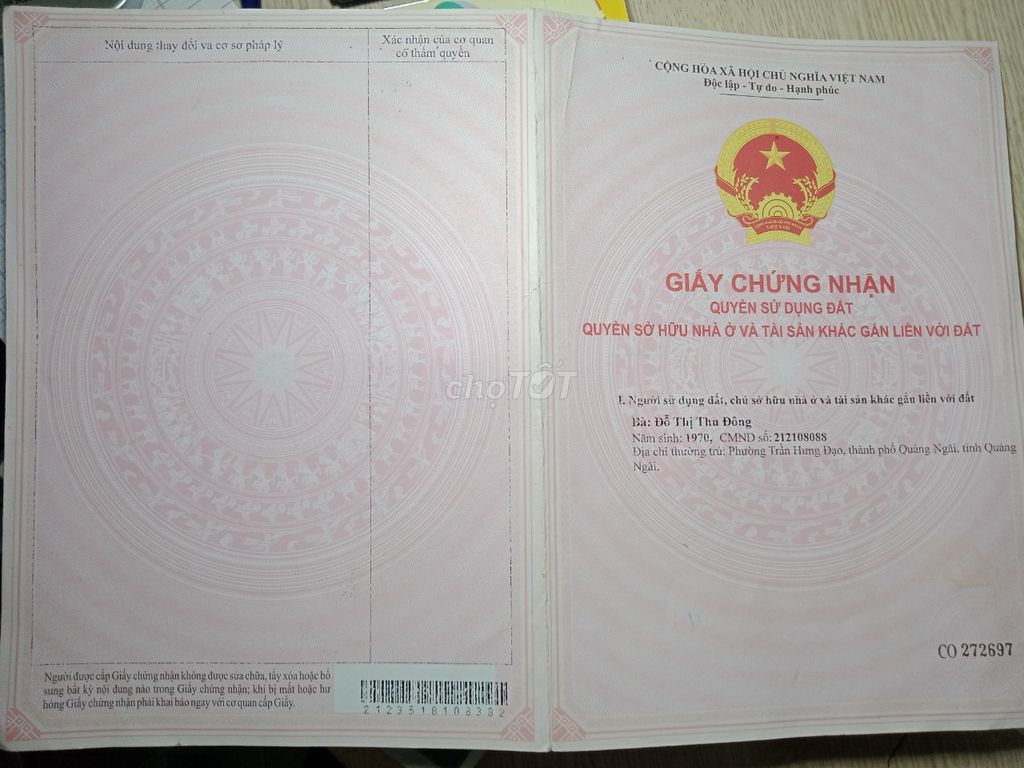 Nội dung thay đổi và cơ sở pháp lý
Xác nhận của cơ quan
có thẩm quyền
Người được cấp Giấy chứng nhận không được sửa chữa, tẩy xóa hoặc bổ
sung bất kỳ nội dung nào trong Giấy chứng nhận; khi bị mất hoặc hư
hỏng Giấy chứng nhận phải khai báo ngay với cơ quan cấp Giấy.
CỘNG HÒA XÃ HỘI CHỦ NGHĨA VIỆT NAM
Độc lập - Tự do - Hạnh phúc
VIỆT NAM
GIẤY CHỨNG NHẬN
QUYỀN SỬ DỤNG ĐẤT
QUYỀN SỞ HỮU NHÀ Ở VÀ TÀI SẢN KHÁC GẮN LIỀN VỚI ĐẤT
chợTỐT
I. Người sử dụng đất, chủ sở hữu nhà ở và tài sản khác gắn liền với đất
Bà: Đỗ Thị Thu Đông
Năm sinh: 1970, CMND số: 212108088
Địa chỉ thường trú: Phường Trần Hưng Đạo, thành phố Quảng Ngãi, tỉnh Quảng
Ngãi.
CO 272697